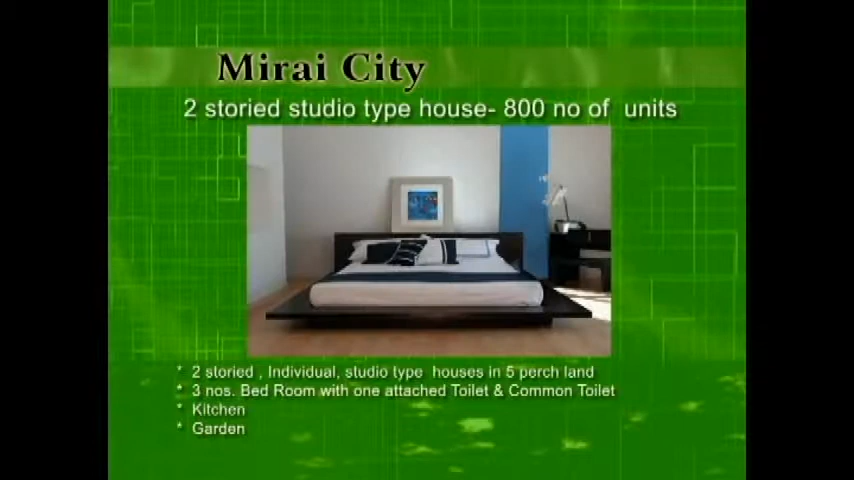 Mirai City
2 storied studio type house- 800 no of units
* 2 storied , Individual, studio type houses in 5 perch land
* 3 nos. Bed Room with one attached Toilet & Common Toilet
* Kitchen
* Garden